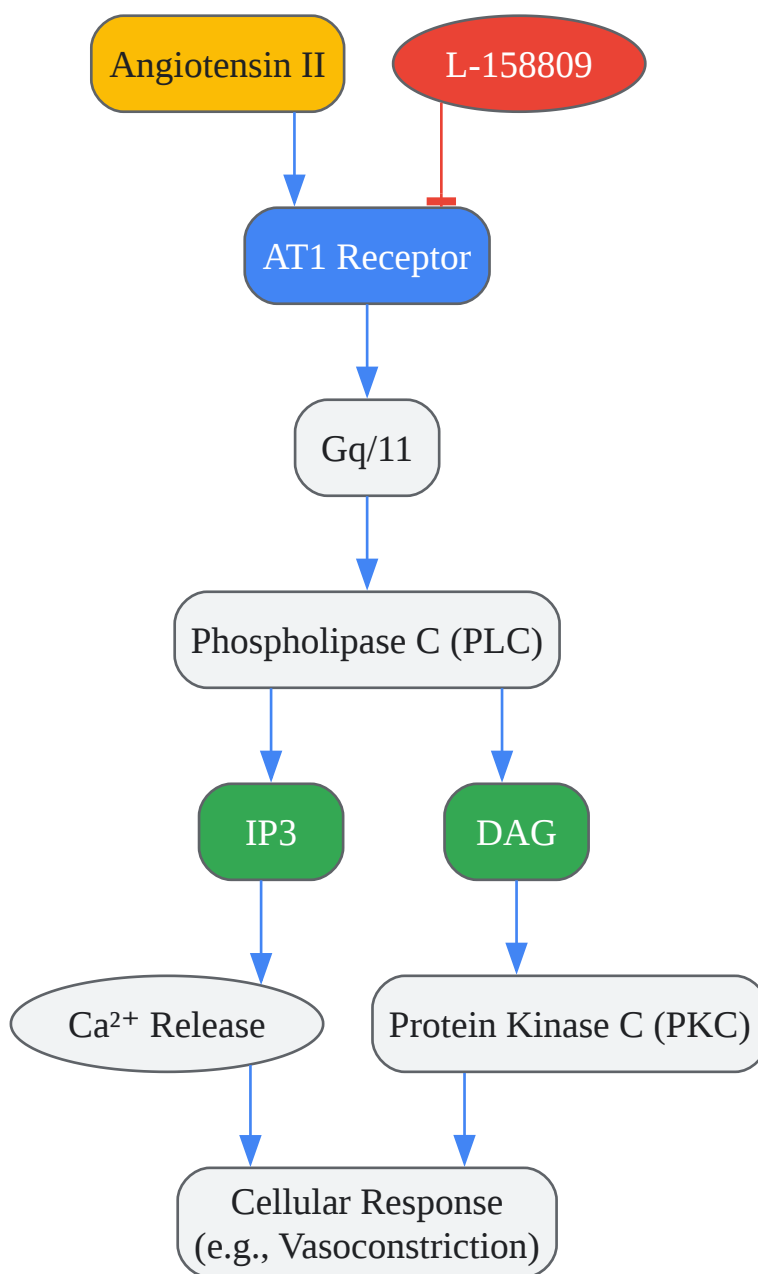 Angiotensin II
L-158809
AT1 Receptor
Gq/11
Phospholipase C (PLC)
IP3
DAG
Ca²⁺ Release
Protein Kinase C (PKC)
Cellular Response
(e.g., Vasoconstriction)